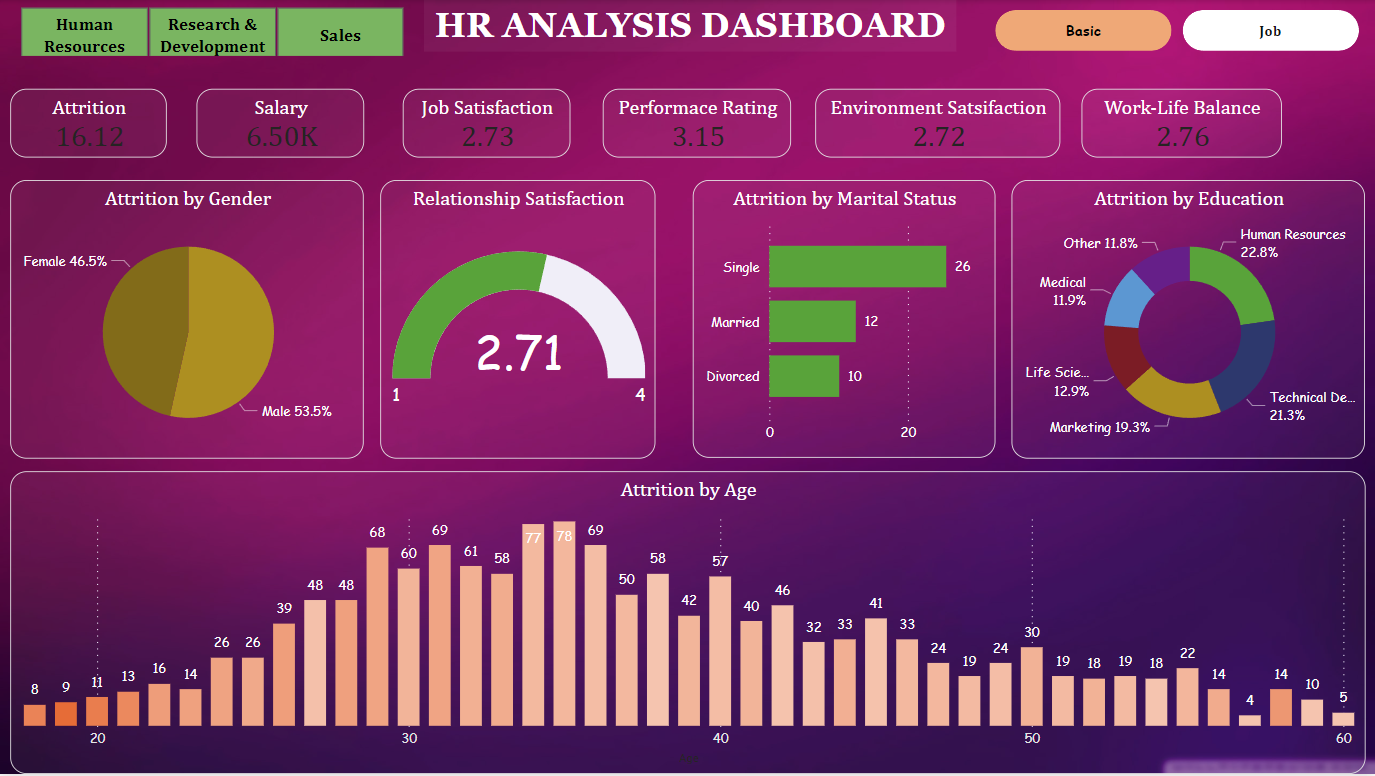 Human
Resources
Research &
Development
Sales
HR ANALYSIS DASHBOARD
Basic
Job
Attrition
16.12
Salary
6.50K
Job Satisfaction
2.73
Performace Rating
3.15
Environment Satsifaction
2.72
Work-Life Balance
2.76
Attrition by Gender
Female 46.5%
Male 53.5%
Relationship Satisfaction
2.71
1
4
Attrition by Marital Status
Single
26
Married
12
Divorced
10
0
20
Attrition by Education
Human Resources
22.8%
Other 11.8%
Medical
11.9%
Life Scie...
12.9%
Technical De...
21.3%
Marketing 19.3%
Attrition by Age
8 9 11 13 16 14 26 26 39 48 48 68 60 69 61 58 77 78 69 50 58 42 57 40 46 32 33 41 33 24 19 24 30 19 18 19 18 22 14 4 14 10 5
20 30 40 50 60